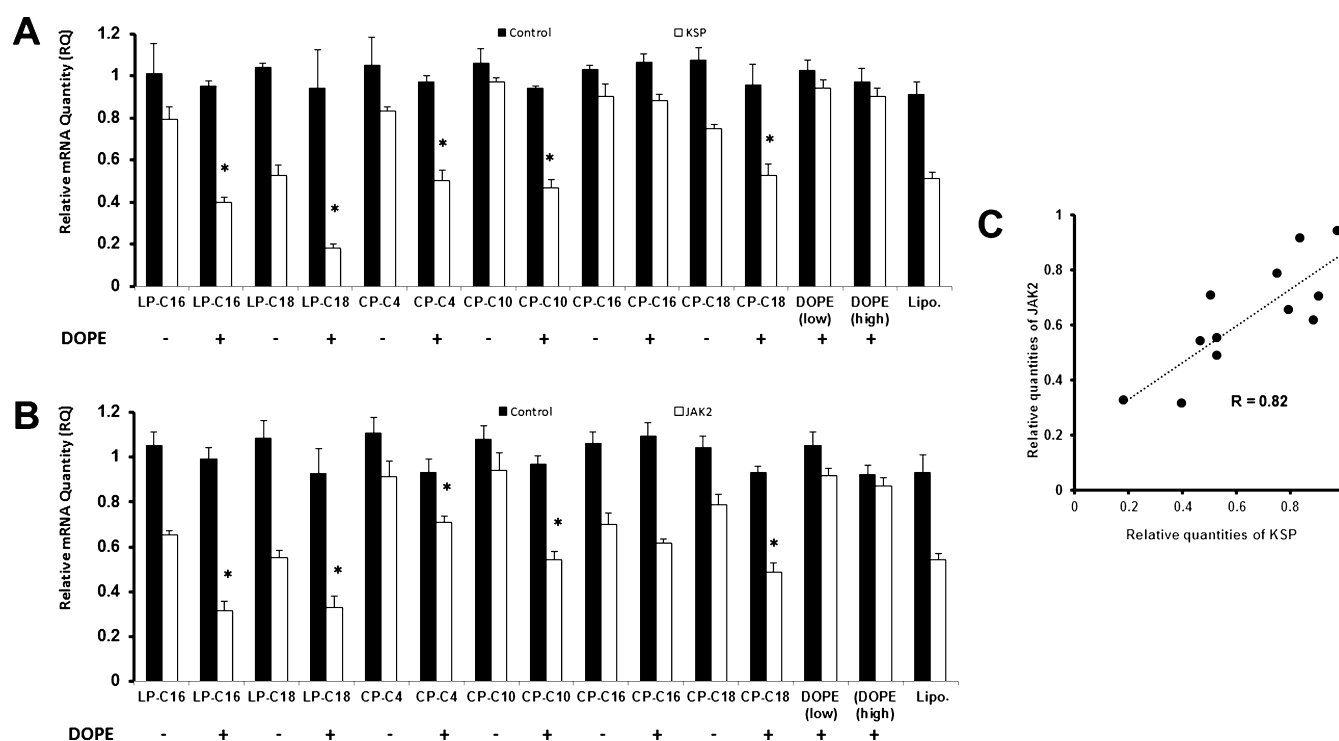 A
Relative mRNA Quantity (RQ)
1.2
1
0.8
0.6
0.4
0.2
0
Control KSP
* * * * *
LP-C16 LP-C16 LP-C18 LP-C18 CP-C4 CP-C4 CP-C10 CP-C10 CP-C16 CP-C16 CP-C18 CP-C18 DOPE DOPE Lipo.
(low) (high)
DOPE - + - + - + - + - + - + + +
B
Relative mRNA Quantity (RQ)
1.2
1
0.8
0.6
0.4
0.2
0
Control JAK2
* * * * *
LP-C16 LP-C16 LP-C18 LP-C18 CP-C4 CP-C4 CP-C10 CP-C10 CP-C16 CP-C16 CP-C18 CP-C18 DOPE (DOPE Lipo.
(low) (high)
DOPE - + - + - + - + - + - + + +
C
Relative quantities of JAK2
1
0.8
0.6
0.4
0.2
0
R = 0.82
0 0.2 0.4 0.6 0.8
Relative quantities of KSP